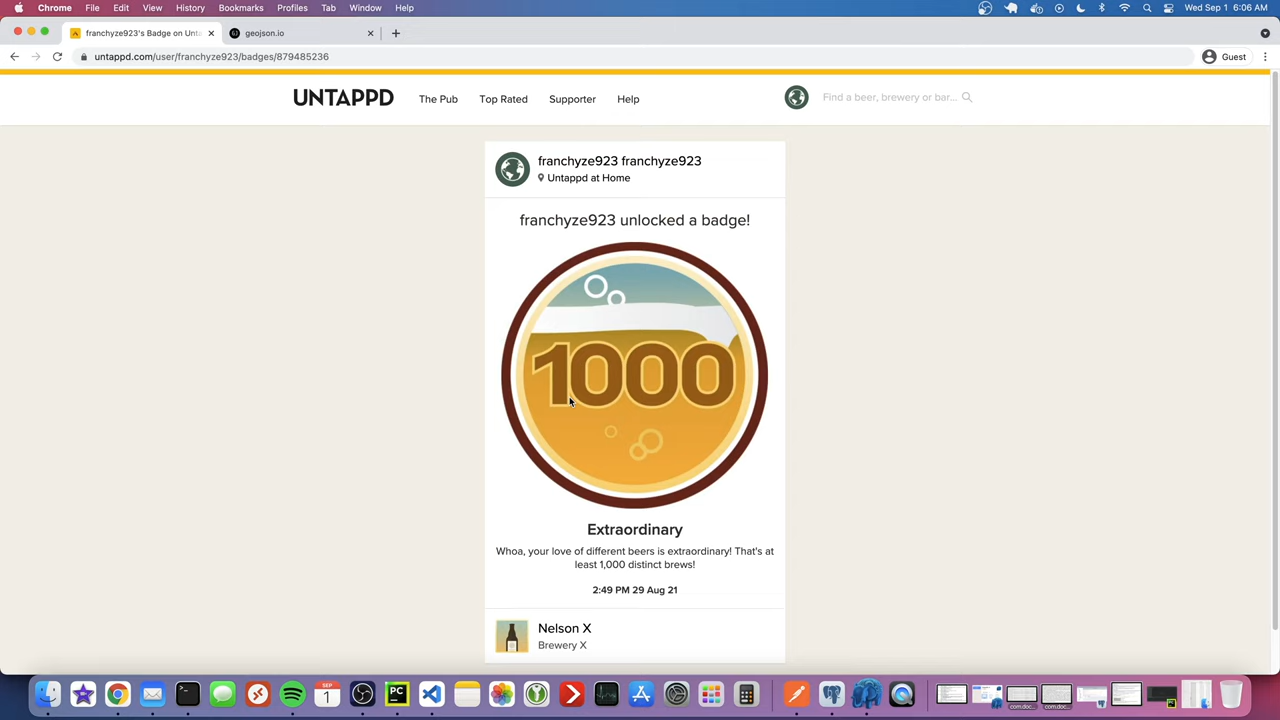 Chrome File Edit View History Bookmarks Profiles Tab Window Help Wed Sep 1 6:06 AM
franchyze923's Badge on Unt geojson.io
untappd.com/user/franchyze923/badges/879485236 Guest
UNTAPPD The Pub Top Rated Supporter Help Find a beer, brewery or bar...
franchyze923 franchyze923
Untappd at Home
franchyze923 unlocked a badge!
1000
Extraordinary
Whoa, your love of different beers is extraordinary! That's at
least 1,000 distinct brews!
2:49 PM 29 Aug 21
Nelson X
Brewery X
SEP
1
PC